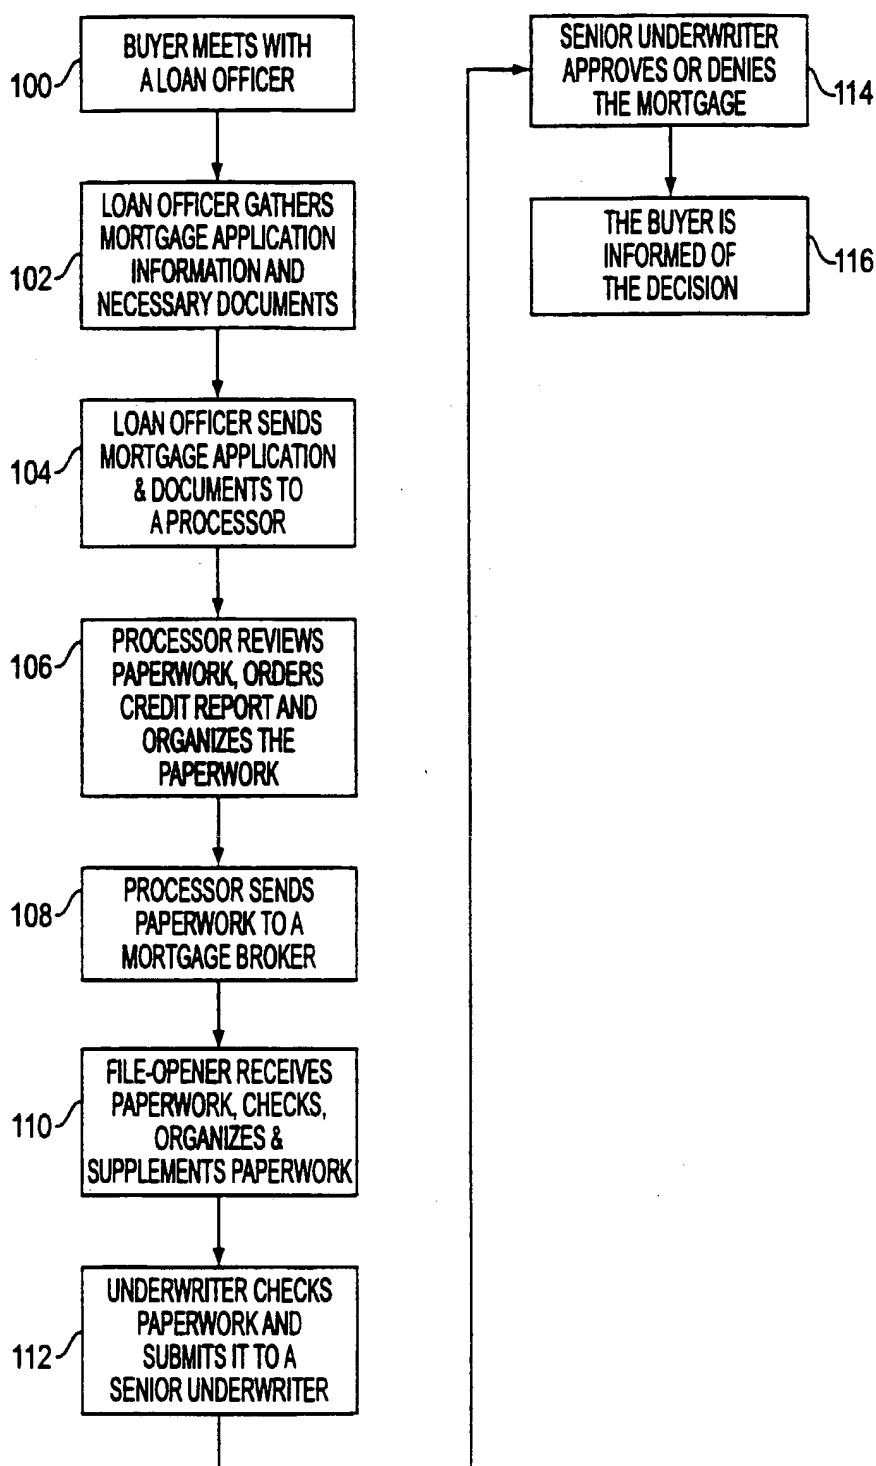 BUYER MEETS WITH
A LOAN OFFICER
100
LOAN OFFICER GATHERS
MORTGAGE APPLICATION
INFORMATION AND
NECESSARY DOCUMENTS
102
LOAN OFFICER SENDS
MORTGAGE APPLICATION
& DOCUMENTS TO
A PROCESSOR
104
PROCESSOR REVIEWS
PAPERWORK, ORDERS
CREDIT REPORT AND
ORGANIZES THE
PAPERWORK
106
PROCESSOR SENDS
PAPERWORK TO A
MORTGAGE BROKER
108
FILE-OPENER RECEIVES
PAPERWORK, CHECKS,
ORGANIZES &
SUPPLEMENTS PAPERWORK
110
UNDERWRITER CHECKS
PAPERWORK AND
SUBMITS IT TO A
SENIOR UNDERWRITER
112
SENIOR UNDERWRITER
APPROVES OR DENIES
THE MORTGAGE
114
THE BUYER IS
INFORMED OF
THE DECISION
116